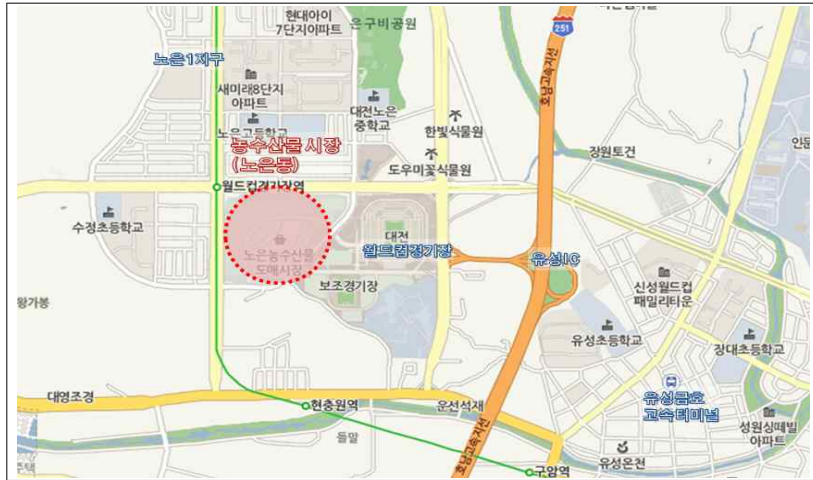 현대아이
7단지아파트
은구비공원
251
호남고속지선
노은1지구
새미래8단지
아파트
대전노은
중학교
노은고등학교
한빛식물원
농수산물 시장
(노은동)
도우미꽃식물원
장원토건
월드컵경기장역
수정초등학교
노은농수산물
도매시장
대전
월드컵경기장
유성IC
보조경기장
신성월드컵
패밀리타운
왕가봉
유성초등학교
장대초등학교
대영조경
현충원역
운선석재
유성금호
고속터미널
들말
성원상떼빌
아파트
호남고속지선
구암역
유성온천